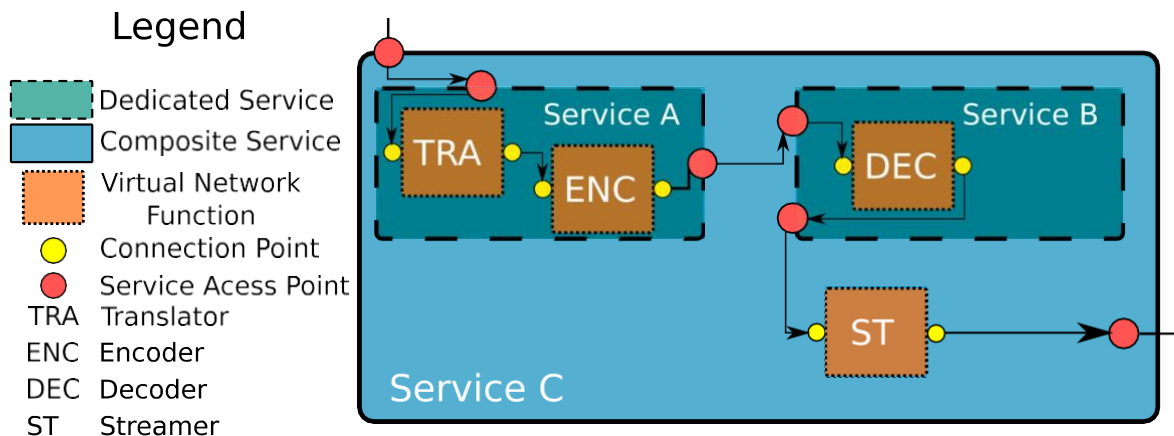 Legend
Dedicated Service
Composite Service
Virtual Network
Function
Connection Point
Service Acess Point
TRA Translator
ENC Encoder
DEC Decoder
ST Streamer
Service A
TRA
ENC
Service B
DEC
ST
Service C